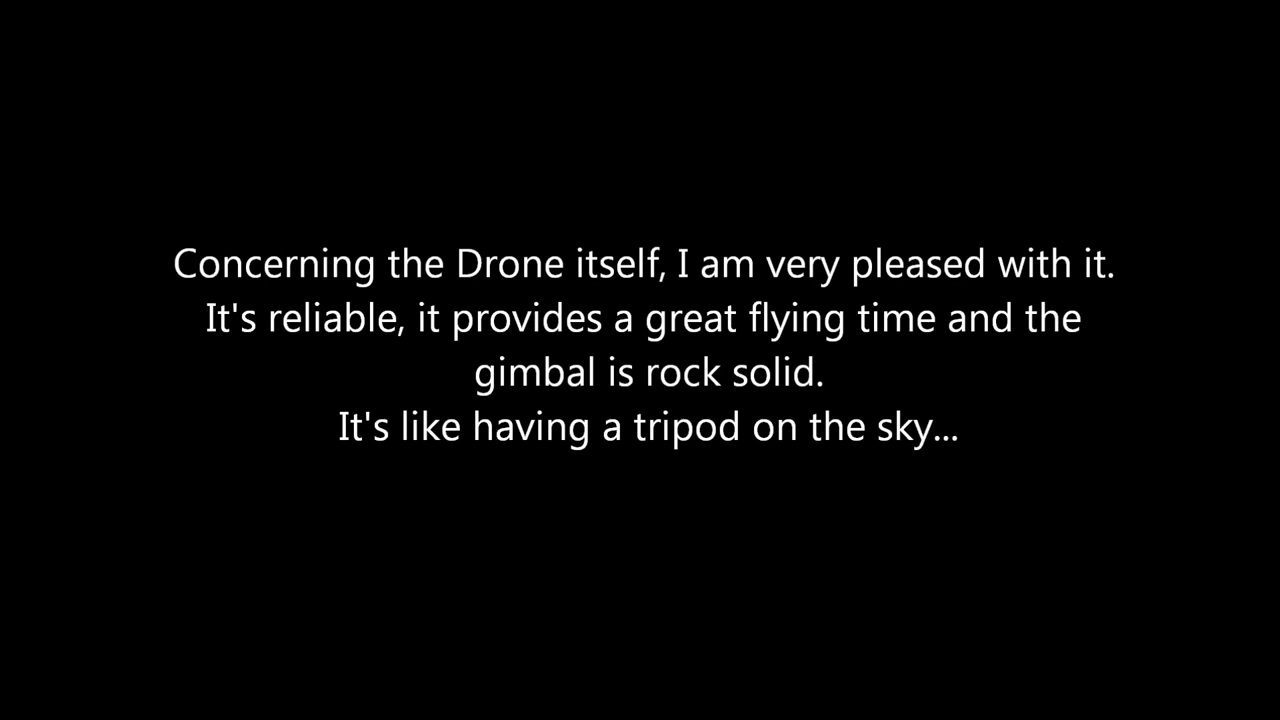 Concerning the Drone itself, I am very pleased with it.
It's reliable, it provides a great flying time and the
gimbal is rock solid.
It's like having a tripod on the sky...